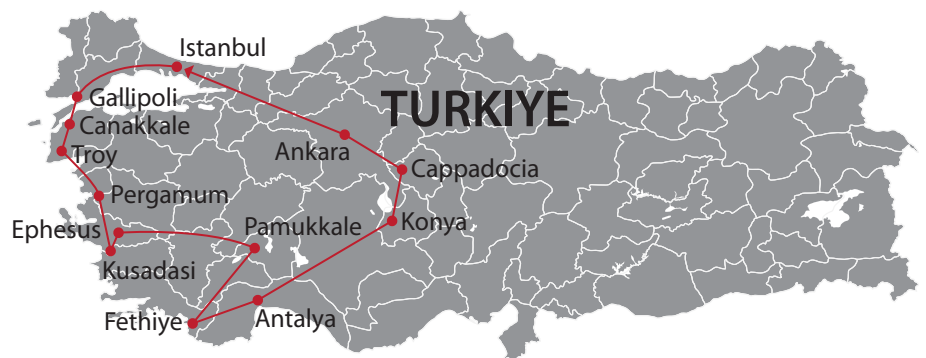 Istanbul
Gallipoli
TURKIYE
Canakkale
Ankara
Troy
Cappadocia
Pergamum
Ephesus
Pamukkale
Konya
Kusadasi
Fethiye
Antalya